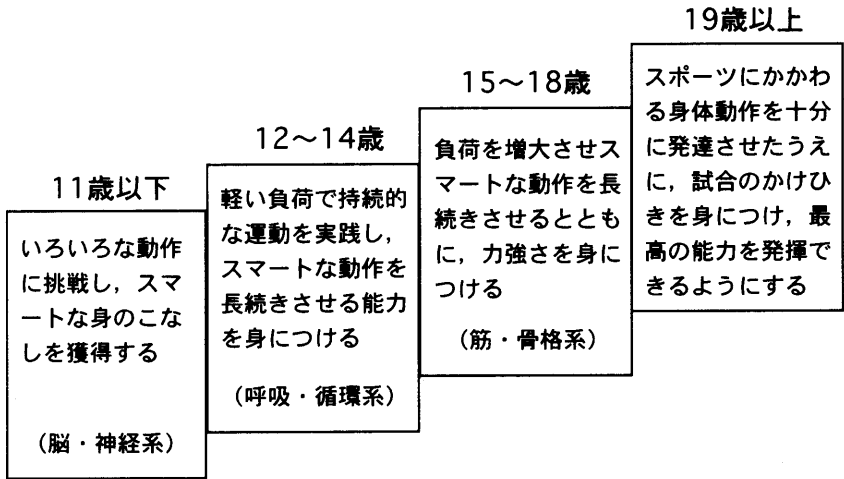 11歳以下
いろいろな動作
に挑戦し,スマ
ートな身のこな
しを獲得する
(脳・神経系)
12〜14歳
軽い負荷で持続的
な運動を実践し,
スマートな動作を
長続きさせる能力
を身につける
(呼吸・循環系)
15〜18歳
負荷を増大させス
マートな動作を長
続きさせるととも
に,力強さを身に
つける
(筋・骨格系)
19歳以上
スポーツにかかわ
る身体動作を十分
に発達させたうえ
に,試合のかけひ
きを身につけ,最
高の能力を発揮で
きるようにする